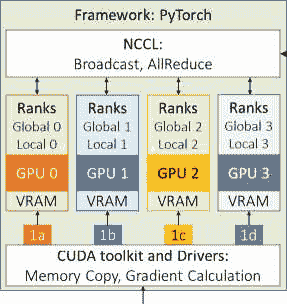 Framework: PyTorch
NCCL:
Broadcast, AllReduce
Ranks Ranks Ranks Ranks
Global 0 Global 1 Global 2 Global 3
Local 0 Local 1 Local 2 Local 3
GPU 0 GPU 1 GPU 2 GPU 3
VRAM VRAM VRAM VRAM
1a 1b 1c 1d
CUDA toolkit and Drivers:
Memory Copy, Gradient Calculation